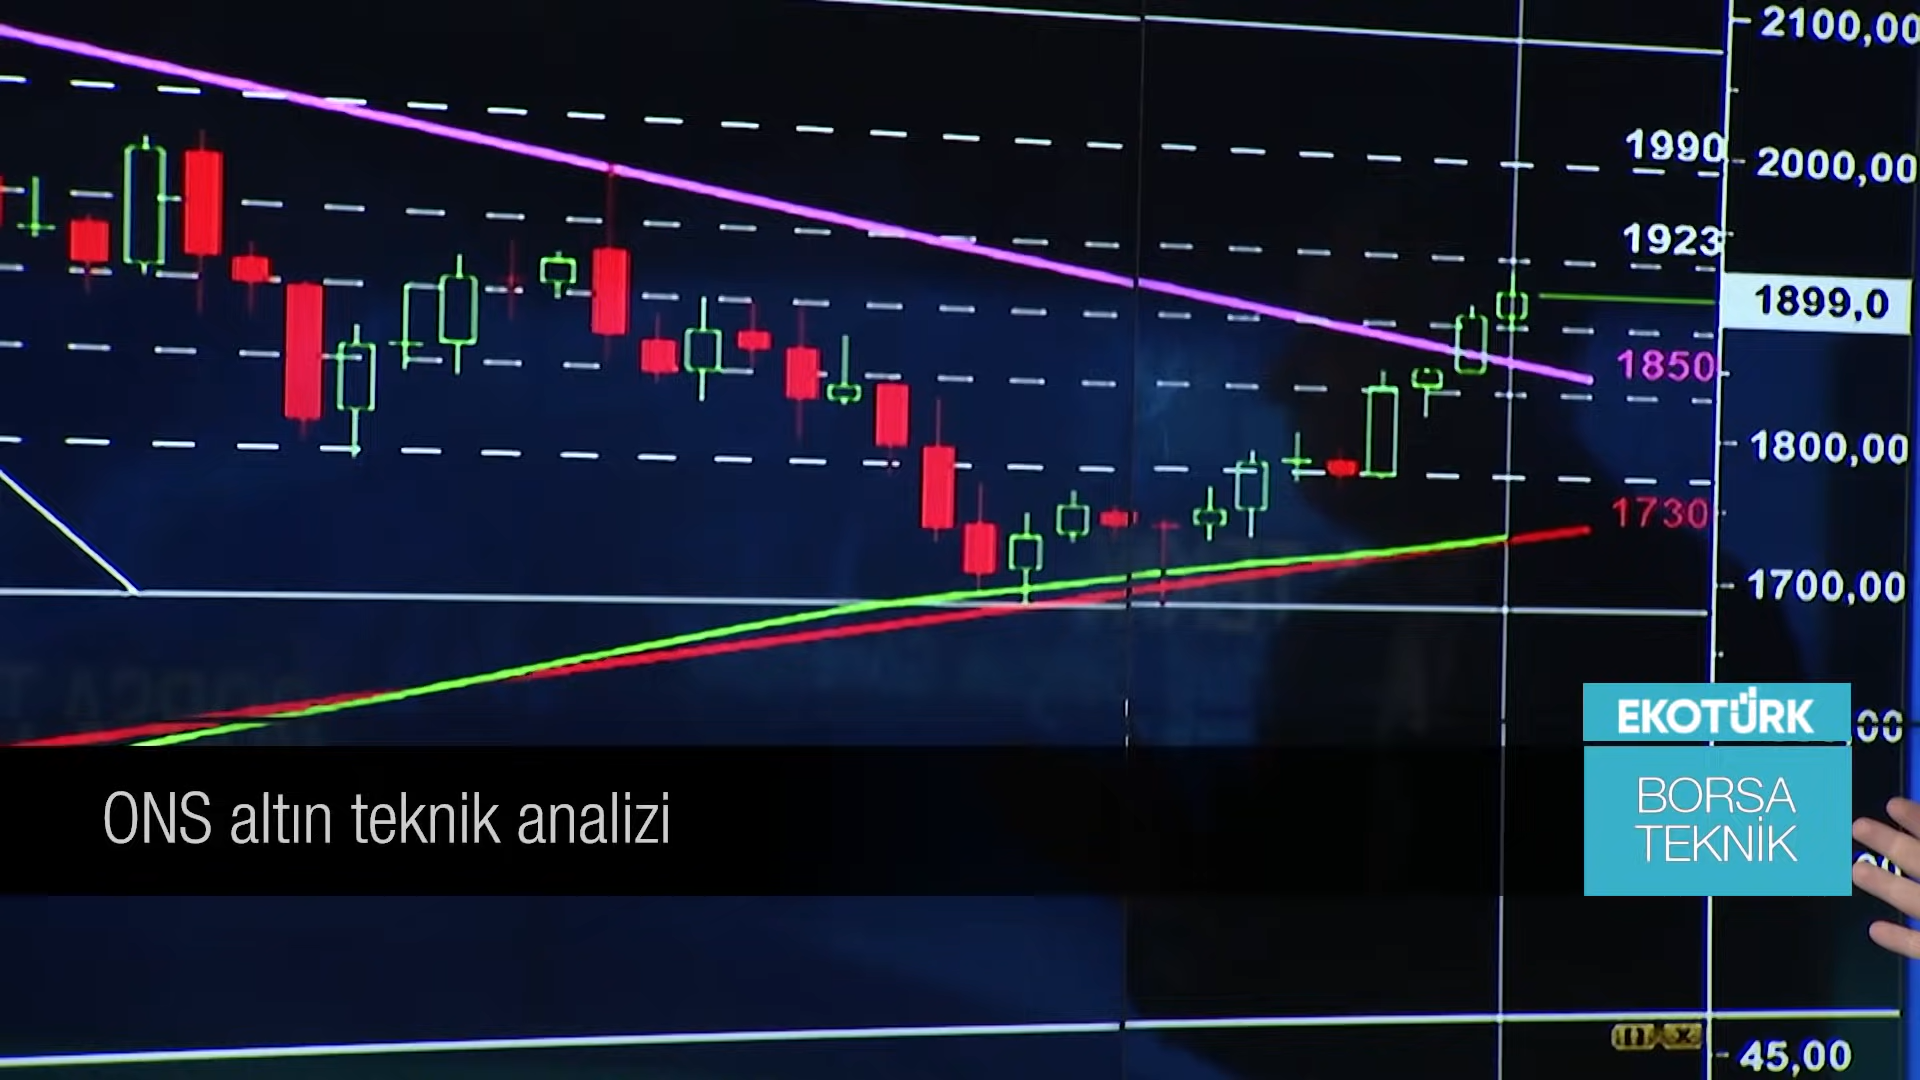 2100,00
1990
2000,00
1923
1899,0
1850
1800,00
1730
1700,00
EKOTÜRK
00
ONS altın teknik analizi
BORSA
TEKNİK
45,00